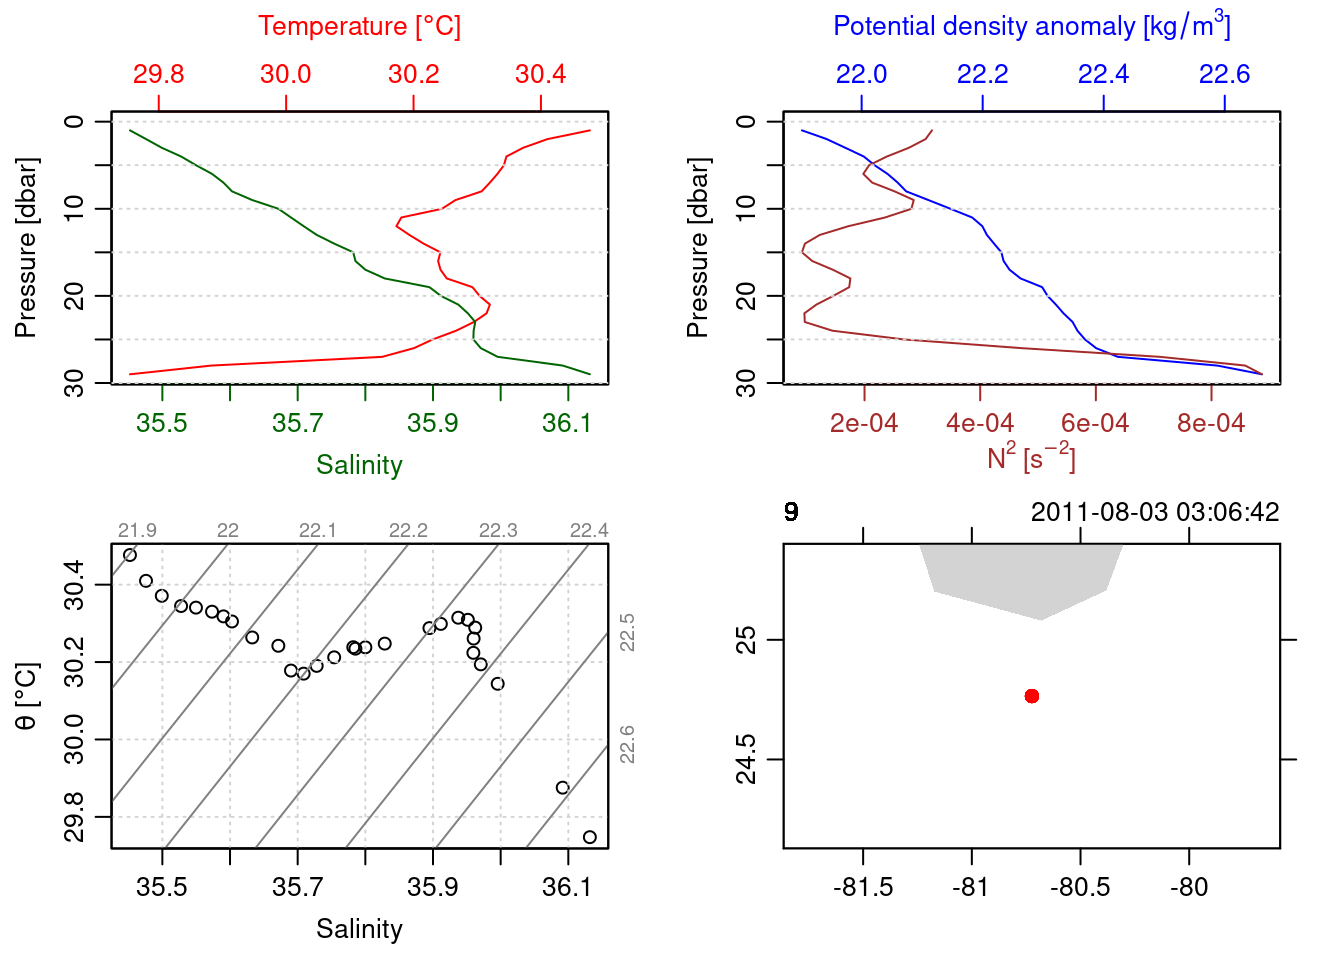 Temperature [°C]
29.8 30.0 30.2 30.4
0
10
20
30
Pressure [dbar]
35.5 35.7 35.9 36.1
Salinity
Potential density anomaly [kg/m³]
22.0 22.2 22.4 22.6
0
10
20
30
Pressure [dbar]
2e-04 4e-04 6e-04 8e-04
N² [s⁻²]
21.9 22 22.1 22.2 22.3 22.4
22.5
22.6
30.4
30.2
30.0
29.8
θ [°C]
35.5 35.7 35.9 36.1
Salinity
2011-08-03 03:06:42
25
24.5
-81.5 -81 -80.5 -80